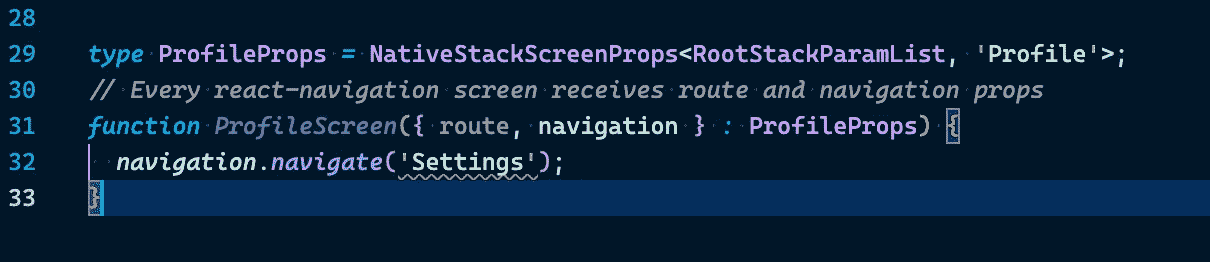 28
29 type ProfileProps = NativeStackScreenProps<RootStackParamList, 'Profile'>;
30 // Every react-navigation screen receives route and navigation props
31 function ProfileScreen({ route, navigation } : ProfileProps) {
32 navigation.navigate('Settings');
33 }